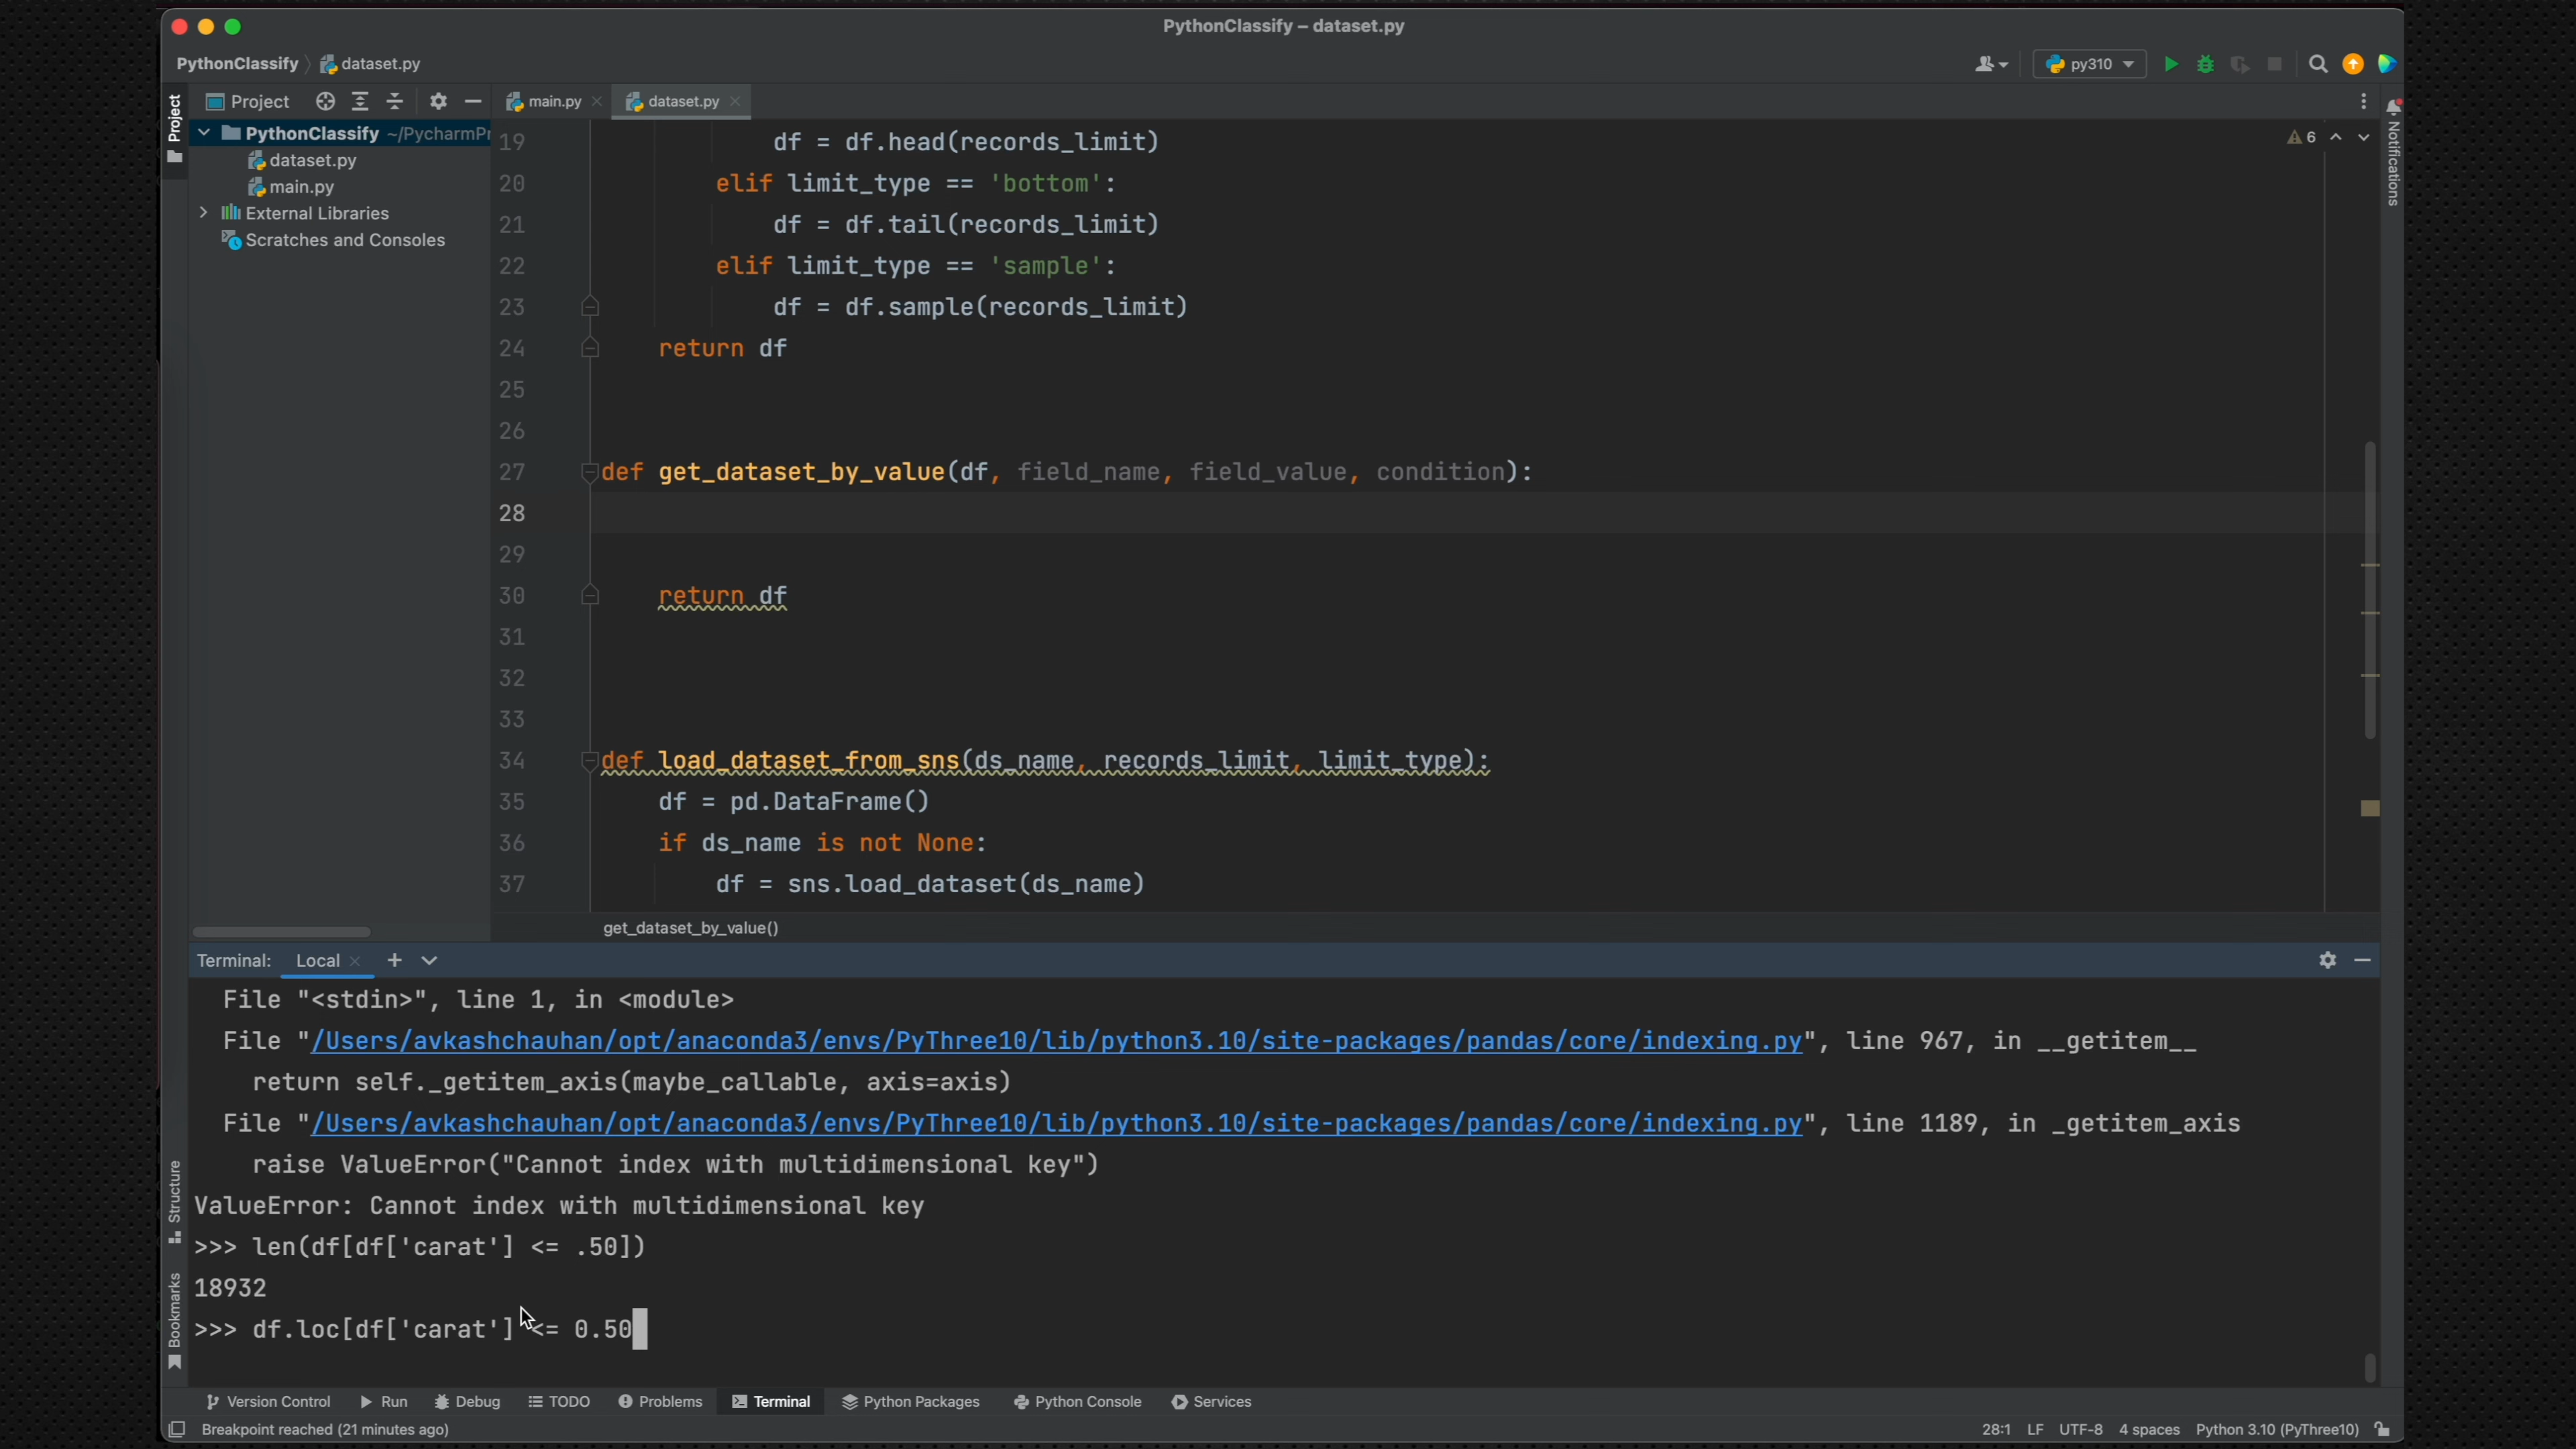 PythonClassify – dataset.py
PythonClassify dataset.py
py310
Project
main.py
dataset.py
6
Project
Notifications
PythonClassify ~/PycharmPr
dataset.py
main.py
External Libraries
Scratches and Consoles
19 df = df.head(records_limit)
20 elif limit_type == 'bottom':
21 df = df.tail(records_limit)
22 elif limit_type == 'sample':
23 df = df.sample(records_limit)
24 return df
25
26
27 def get_dataset_by_value(df, field_name, field_value, condition):
28
29
30 return df
31
32
33
34 def load_dataset_from_sns(ds_name, records_limit, limit_type):
35 df = pd.DataFrame()
36 if ds_name is not None:
37 df = sns.load_dataset(ds_name)
get_dataset_by_value()
Terminal: Local
File "<stdin>", line 1, in <module>
File "/Users/avkashchauhan/opt/anaconda3/envs/PyThree10/lib/python3.10/site-packages/pandas/core/indexing.py", line 967, in __getitem__
return self._getitem_axis(maybe_callable, axis=axis)
File "/Users/avkashchauhan/opt/anaconda3/envs/PyThree10/lib/python3.10/site-packages/pandas/core/indexing.py", line 1189, in _getitem_axis
raise ValueError("Cannot index with multidimensional key")
ValueError: Cannot index with multidimensional key
>>> len(df[df['carat'] <= .50])
18932
>>> df.loc[df['carat'] <= 0.50
Structure
Bookmarks
Version Control Run Debug TODO Problems Terminal Python Packages Python Console Services
Breakpoint reached (21 minutes ago)
28:1 LF UTF-8 4 spaces Python 3.10 (PyThree10)